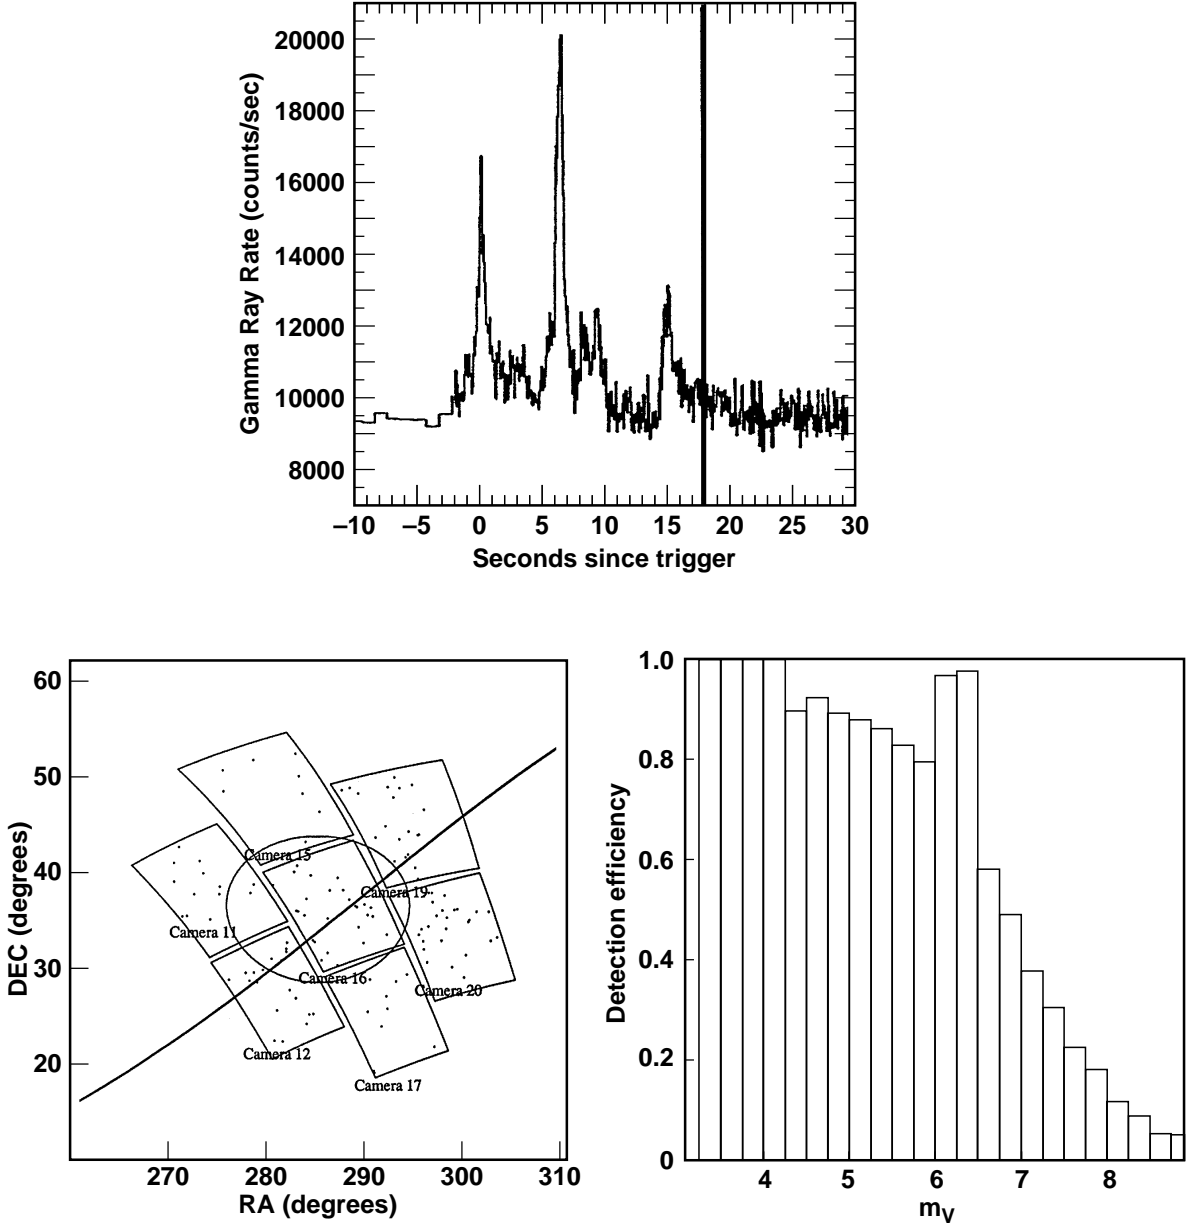 20000
18000
16000
14000
12000
10000
8000
Gamma Ray Rate (counts/sec)
–10 –5 0 5 10 15 20 25 30
Seconds since trigger
60
50
40
30
20
DEC (degrees)
Camera 15
Camera 19
Camera 11
Camera 16
Camera 20
Camera 12
Camera 17
270 280 290 300 310
RA (degrees)
1.0
0.8
0.6
0.4
0.2
0
Detection efficiency
4 5 6 7 8
mV